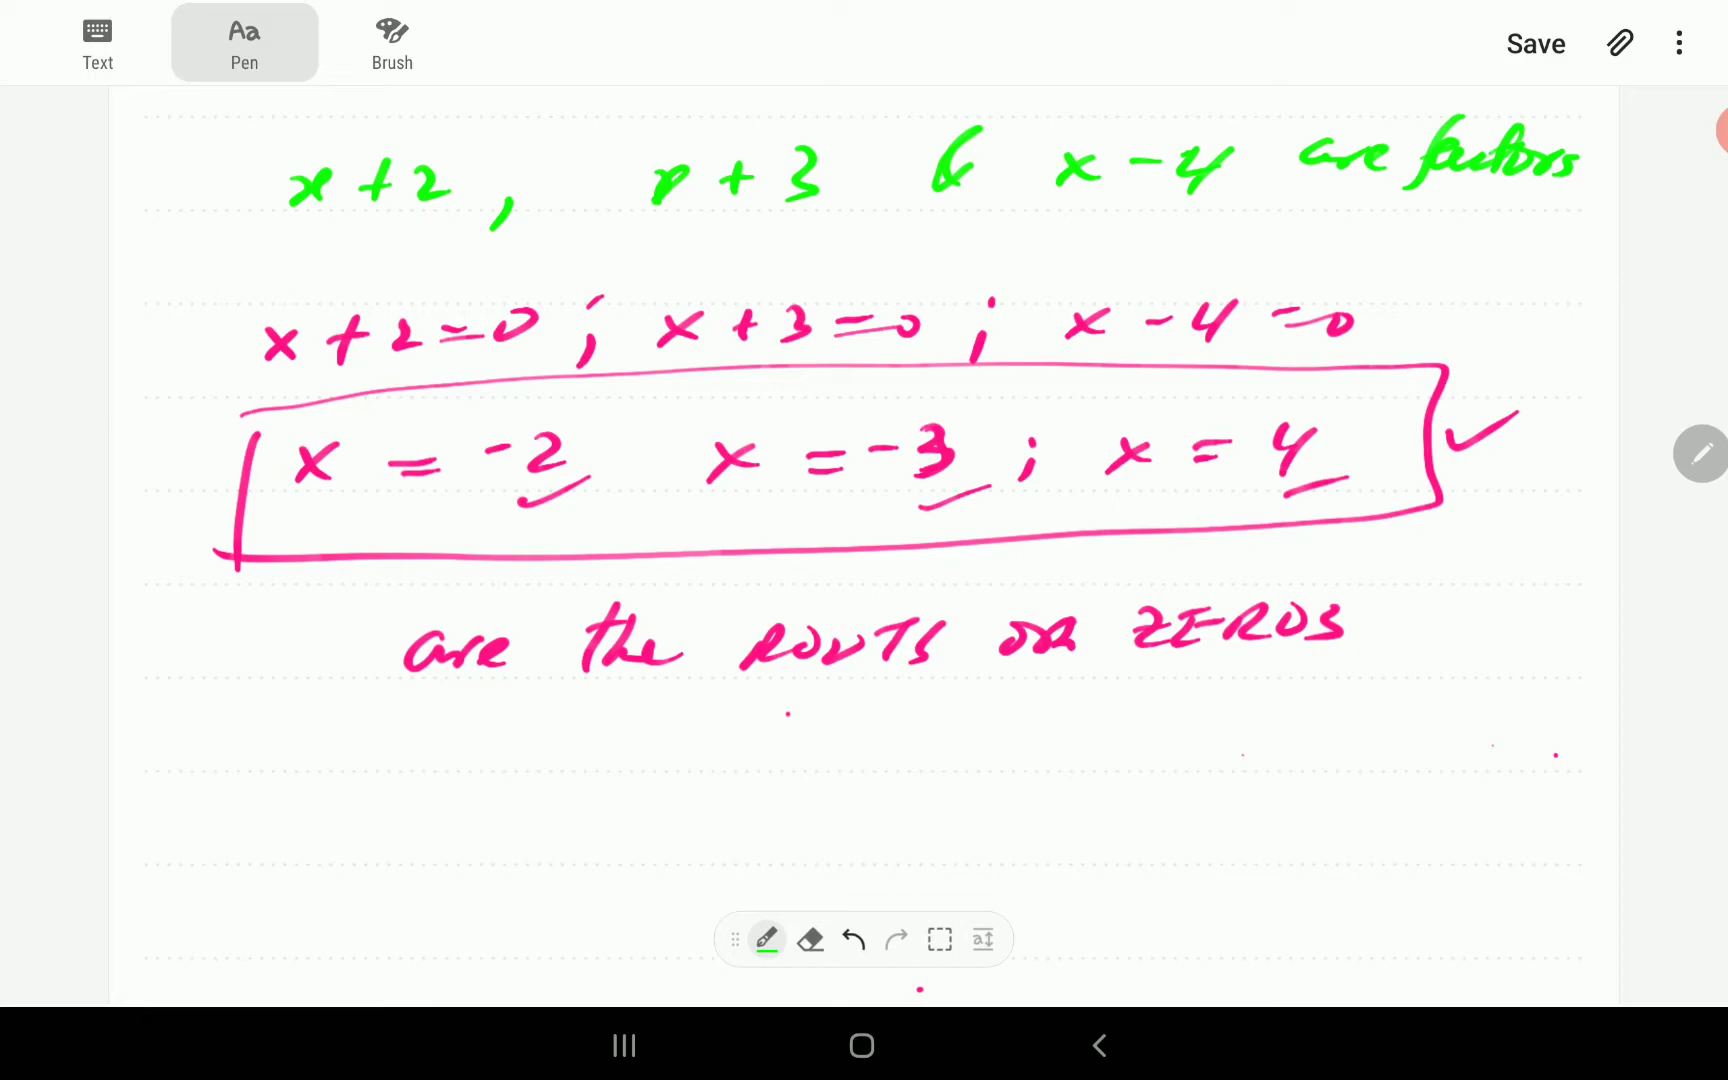 Text
Aa
Pen
Brush
Save
x+2, x+3 & x-4 are factors
x+2=0; x+3=0; x-4=0
x = -2 x = -3; x = 4
are the ROOTS OR ZEROS